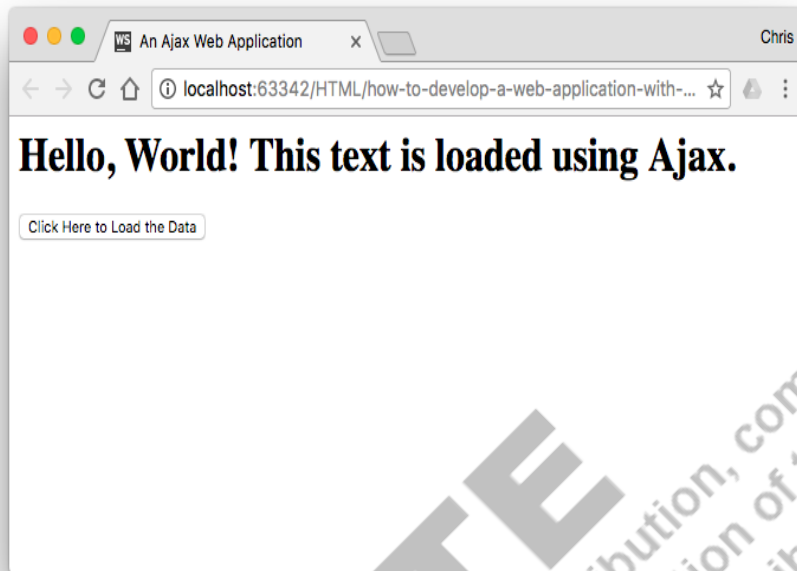 WS An Ajax Web Application
Chris
localhost:63342/HTML/how-to-develop-a-web-application-with-...
Hello, World! This text is loaded using Ajax.
Click Here to Load the Data